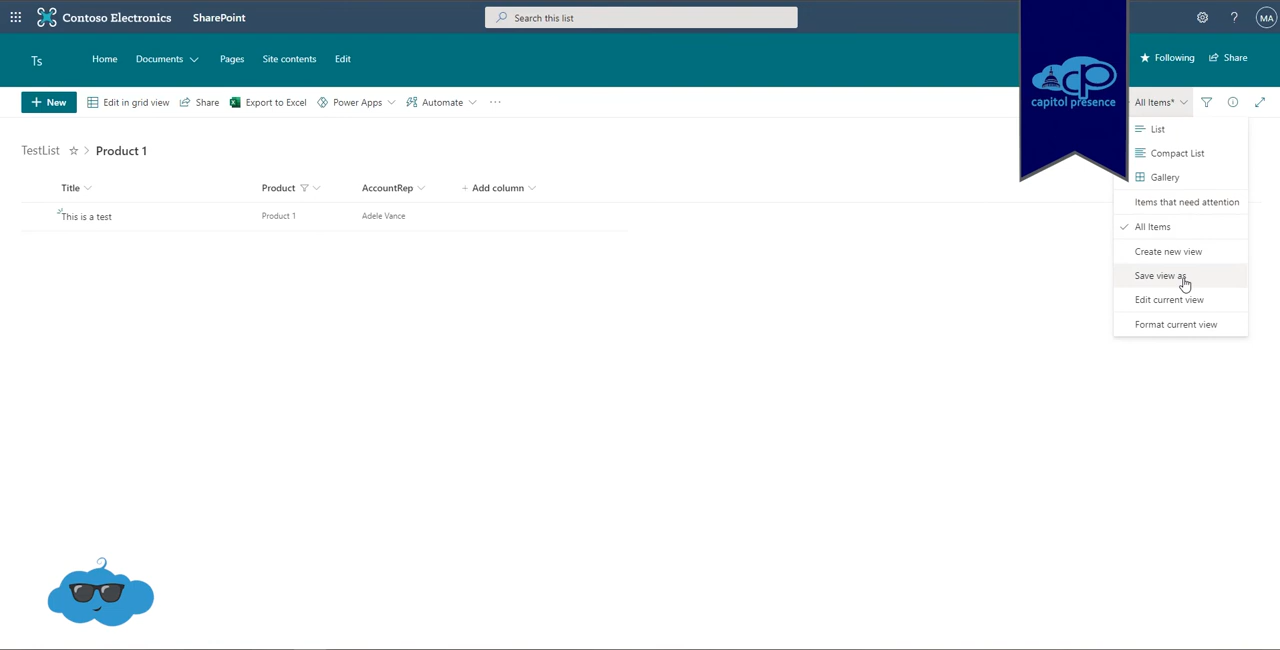 Contoso Electronics SharePoint Search this list ? MA
Ts Home Documents Pages Site contents Edit Following Share
capitol presence
+ New Edit in grid view Share Export to Excel Power Apps Automate ... All Items*
List
Compact List
Gallery
Items that need attention
All Items
Create new view
Save view as
Edit current view
Format current view
TestList > Product 1
Title Product AccountRep + Add column
This is a test Product 1 Adele Vance